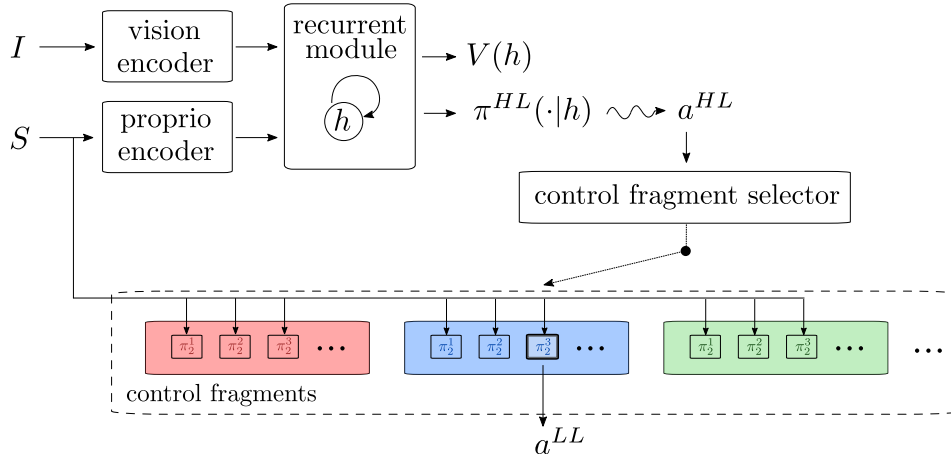 I
vision
encoder
recurrent
module
h
V(h)
S
proprio
encoder
π^{HL}(·|h)
a^{HL}
control fragment selector
π_2^1 π_2^2 π_2^3 ...
π_2^1 π_2^2 π_2^3 ...
π_2^1 π_2^2 π_2^3 ...
...
control fragments
a^{LL}